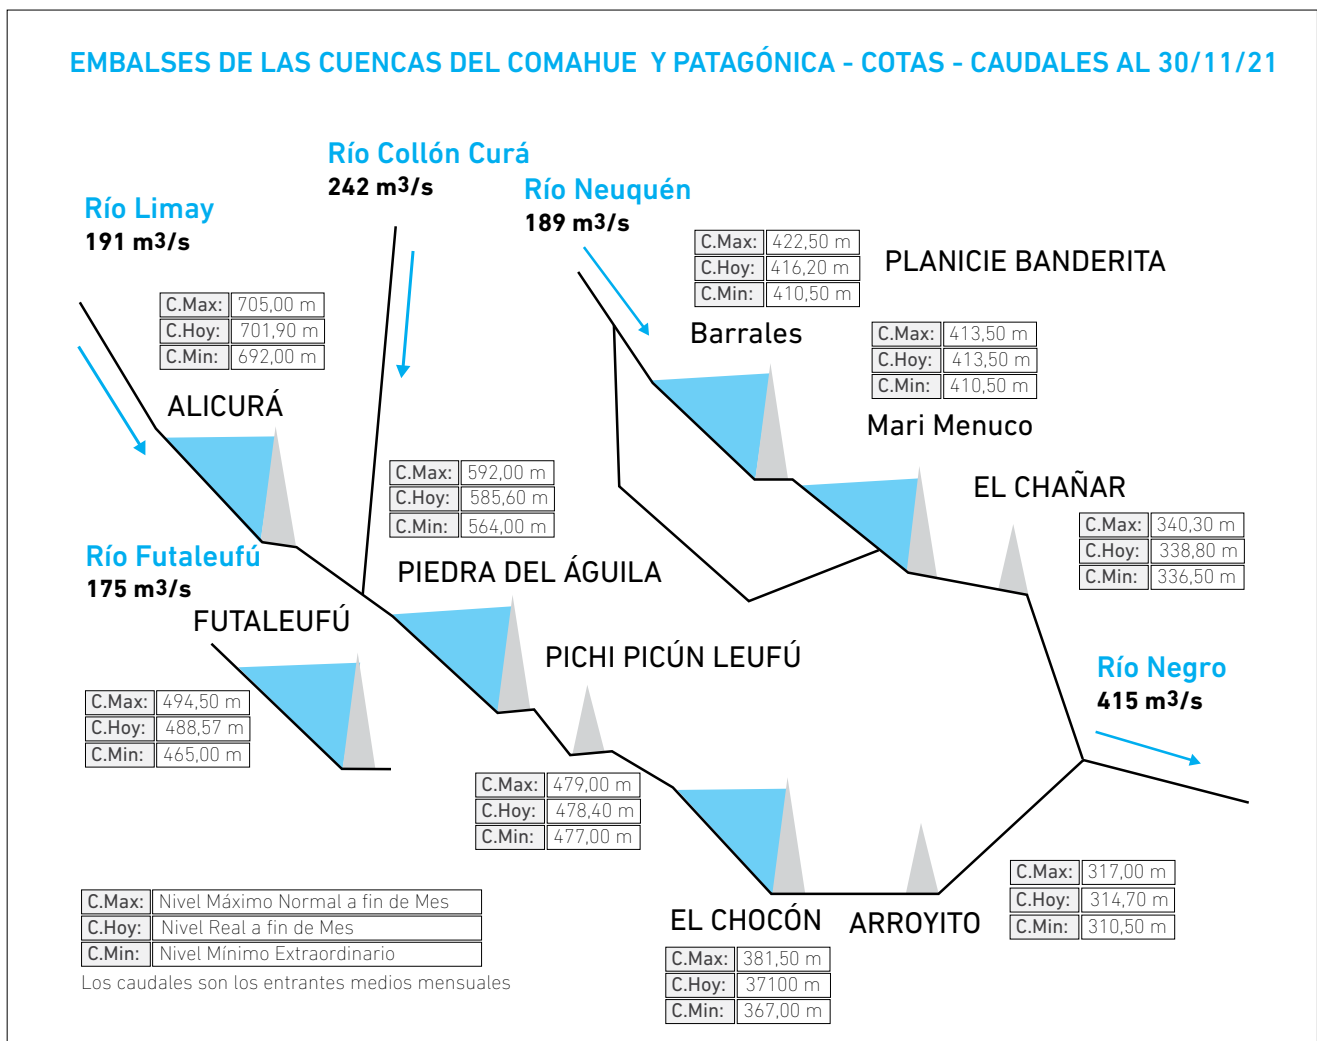 EMBALSES DE LAS CUENCAS DEL COMAHUE Y PATAGÓNICA - COTAS - CAUDALES AL 30/11/21
Río Collón Curá
242 m3/s
Río Limay
191 m3/s
Río Neuquén
189 m3/s
C.Max: 422,50 m
C.Hoy: 416,20 m
C.Min: 410,50 m
PLANICIE BANDERITA
Barrales
C.Max: 705,00 m
C.Hoy: 701,90 m
C.Min: 692,00 m
ALICURÁ
C.Max: 413,50 m
C.Hoy: 413,50 m
C.Min: 410,50 m
Mari Menuco
C.Max: 592,00 m
C.Hoy: 585,60 m
C.Min: 564,00 m
PIEDRA DEL ÁGUILA
EL CHAÑAR
C.Max: 340,30 m
C.Hoy: 338,80 m
C.Min: 336,50 m
Río Futaleufú
175 m3/s
FUTALEUFÚ
C.Max: 494,50 m
C.Hoy: 488,57 m
C.Min: 465,00 m
PICHI PICÚN LEUFÚ
C.Max: 479,00 m
C.Hoy: 478,40 m
C.Min: 477,00 m
Río Negro
415 m3/s
EL CHOCÓN
C.Max: 381,50 m
C.Hoy: 37100 m
C.Min: 367,00 m
ARROYITO
C.Max: 317,00 m
C.Hoy: 314,70 m
C.Min: 310,50 m
C.Max: Nivel Máximo Normal a fin de Mes
C.Hoy: Nivel Real a fin de Mes
C.Min: Nivel Mínimo Extraordinario
Los caudales son los entrantes medios mensuales